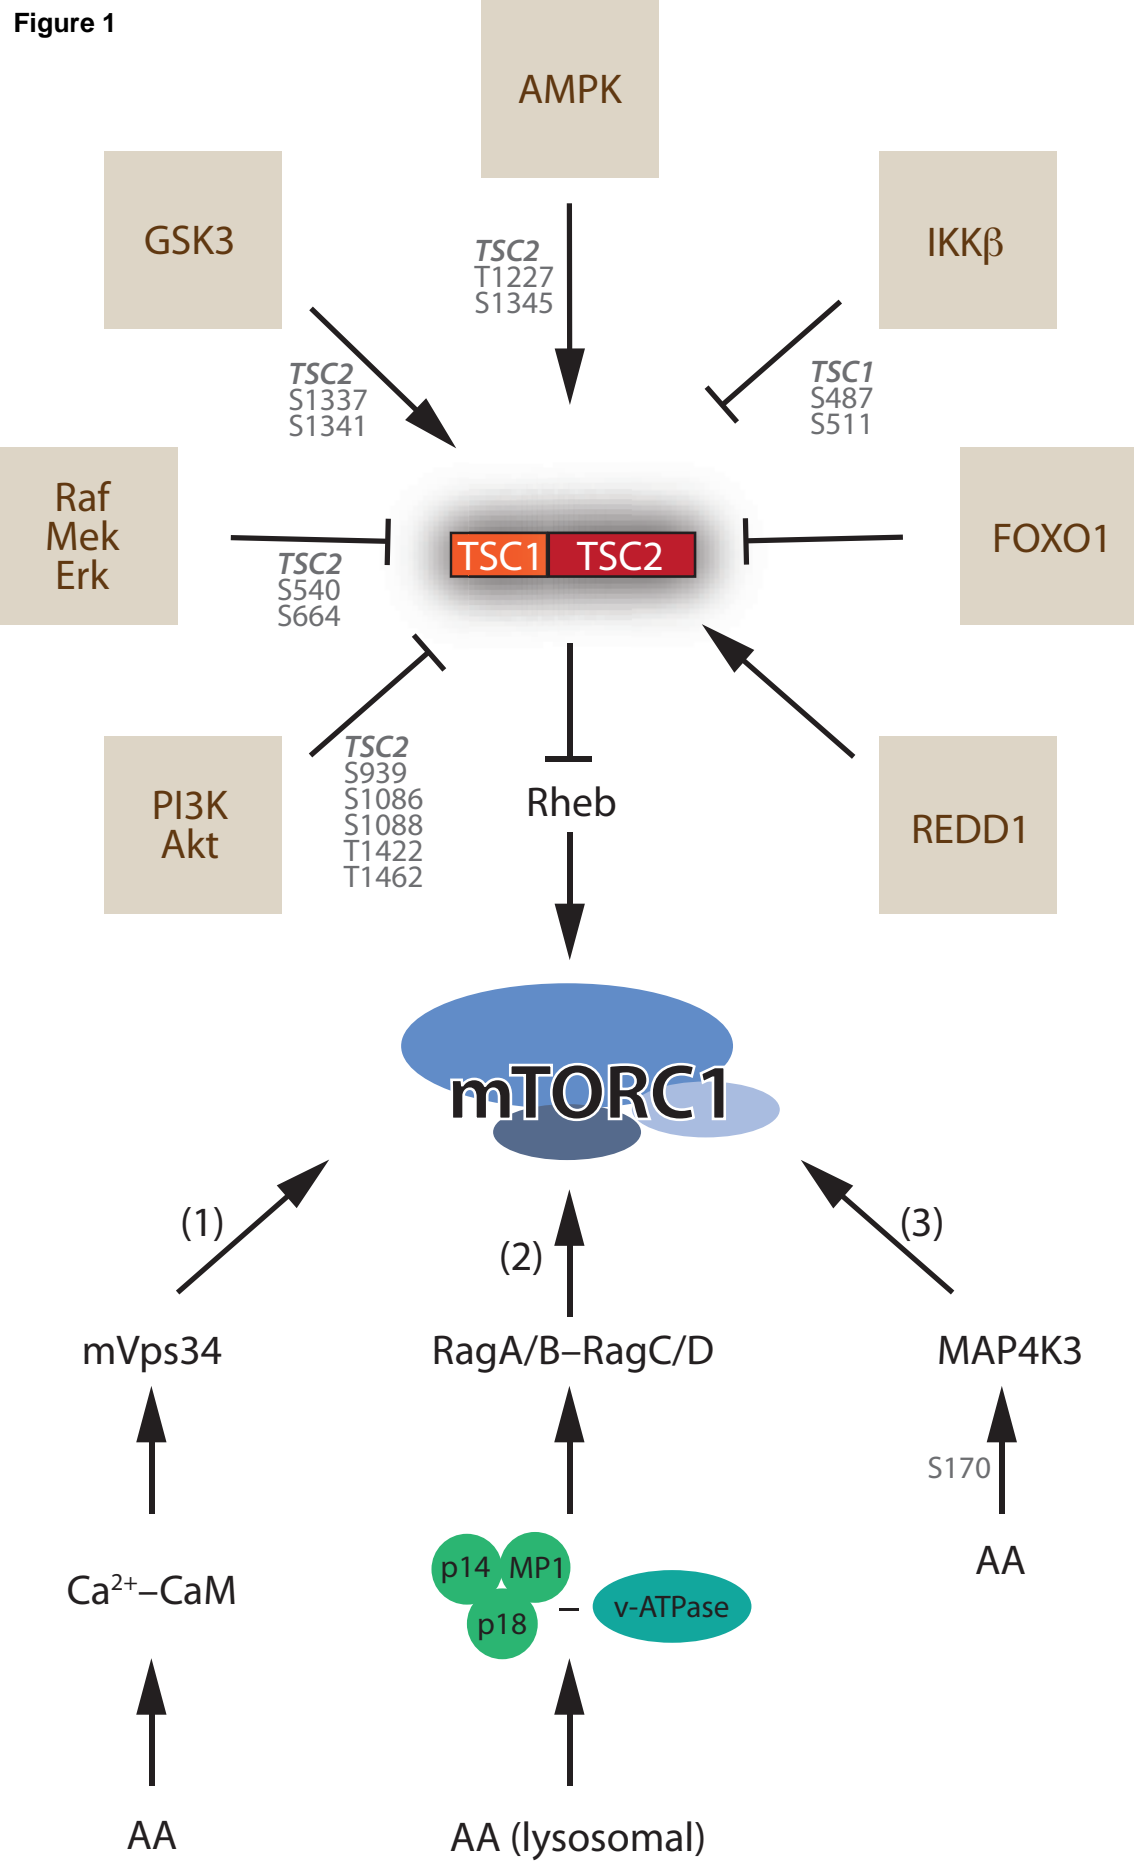 Figure 1
AMPK
GSK3
IKKβ
TSC2
T1227
S1345
TSC2
S1337
S1341
TSC1
S487
S511
Raf
Mek
Erk
FOXO1
TSC1 TSC2
TSC2
S540
S664
PI3K
Akt
TSC2
S939
S1086
S1088
T1422
T1462
Rheb
REDD1
mTORC1
(1)
(2)
(3)
mVps34
RagA/B–RagC/D
MAP4K3
S170
AA
Ca²⁺–CaM
p14 MP1
p18
– v-ATPase
AA
AA (lysosomal)